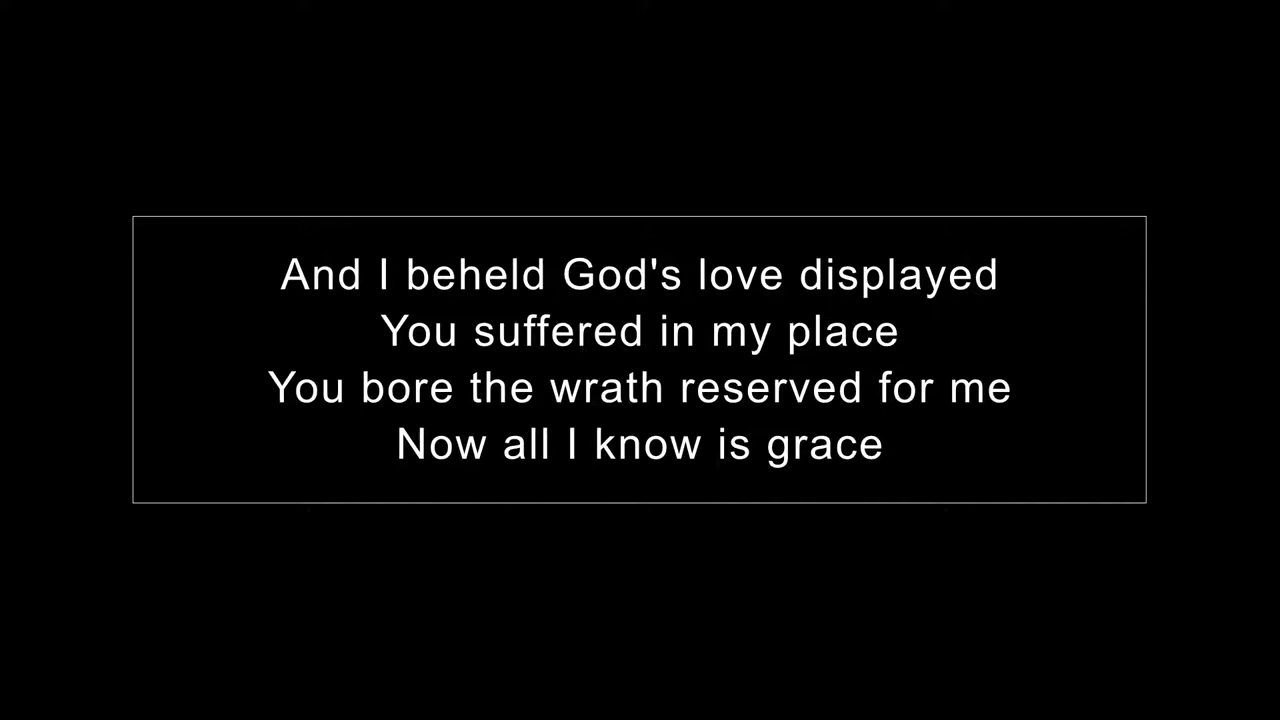 And I beheld God's love displayed
You suffered in my place
You bore the wrath reserved for me
Now all I know is grace